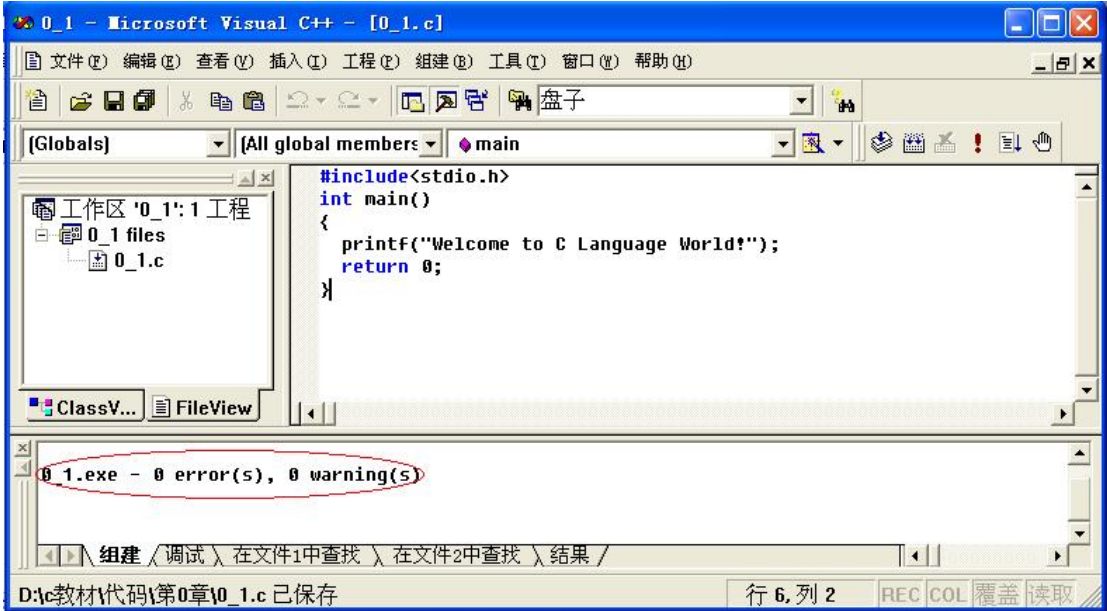 0_1 - Microsoft Visual C++ - [0_1.c]
文件(F) 编辑(E) 查看(V) 插入(I) 工程(P) 组建(B) 工具(T) 窗口(W) 帮助(H)
盘子
(Globals) (All global members main
工作区 '0_1': 1 工程
0_1 files
0_1.c
ClassV... FileView
#include<stdio.h>
int main()
{
printf("Welcome to C Language World!");
return 0;
}
0_1.exe - 0 error(s), 0 warning(s)
组建 调试 在文件1中查找 在文件2中查找 结果
D:\c教材\代码\第0章\0_1.c 已保存 行 6, 列 2 REC COL 覆盖 读取